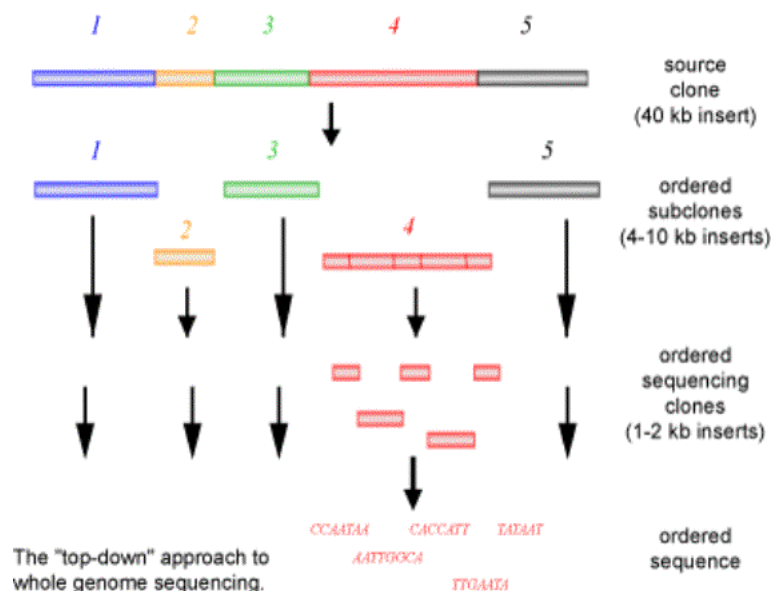 1 2 3 4 5
source
clone
(40 kb insert)
1 3 5
ordered
subclones
(4-10 kb inserts)
2 4
ordered
sequencing
clones
(1-2 kb inserts)
CCAATAA CACCATT TATAAT
AATTGGCA
TTGAATA
ordered
sequence
The "top-down" approach to
whole genome sequencing.